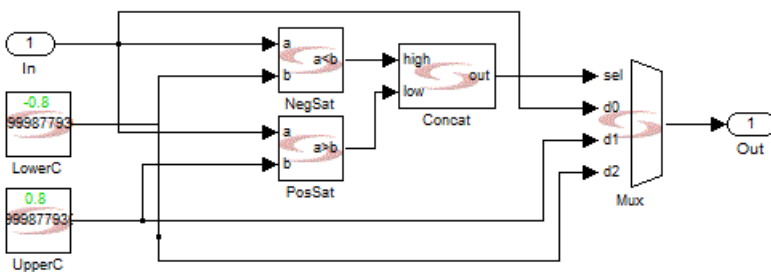 1
In
-0.8
99987793
LowerC
0.8
99987793
UpperC
a
b
a<b
NegSat
a
b
a>b
PosSat
high
low
out
Concat
sel
d0
d1
d2
Mux
1
Out